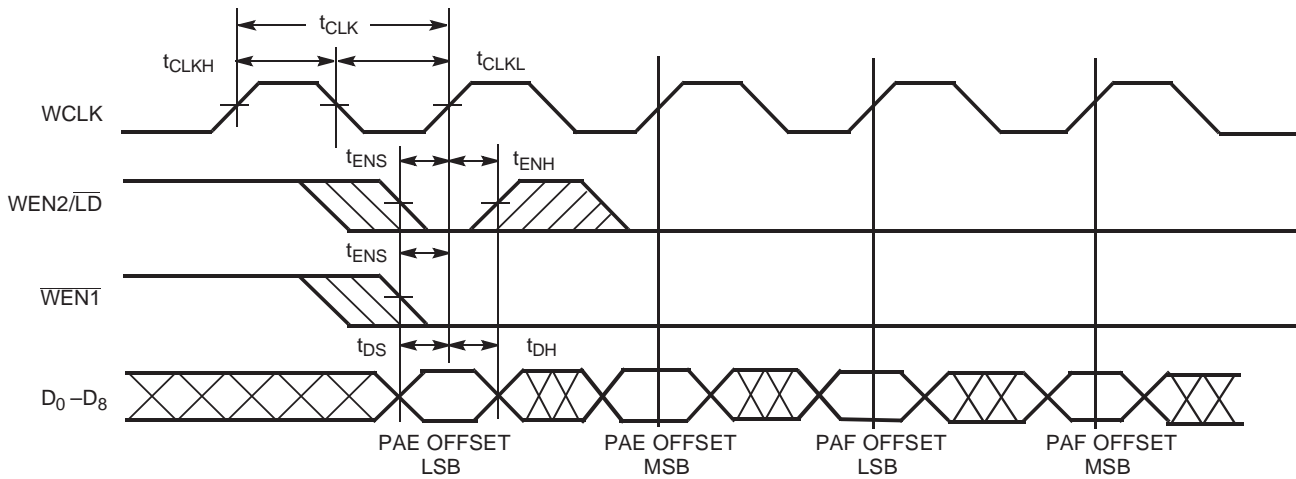 tCLK
tCLKH
tCLKL
WCLK
tENS
tENH
WEN2/LD
tENS
WEN1
tDS
tDH
D0 –D8
PAE OFFSET
LSB
PAE OFFSET
MSB
PAF OFFSET
LSB
PAF OFFSET
MSB